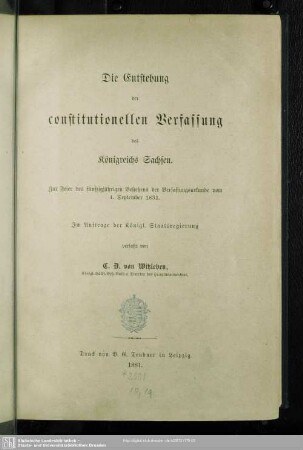 Die Entstehung
der
constitutionellen Verfassung
des
Königreichs Sachsen.
Zur Feier des fünfzigjährigen Bestehens der Verfassungsurkunde vom
4. September 1831.
Im Auftrage der Königl. Staatsregierung
verfaßt von
C. D. von Witzleben,
Druck von B. G. Teubner in Leipzig.
1881.